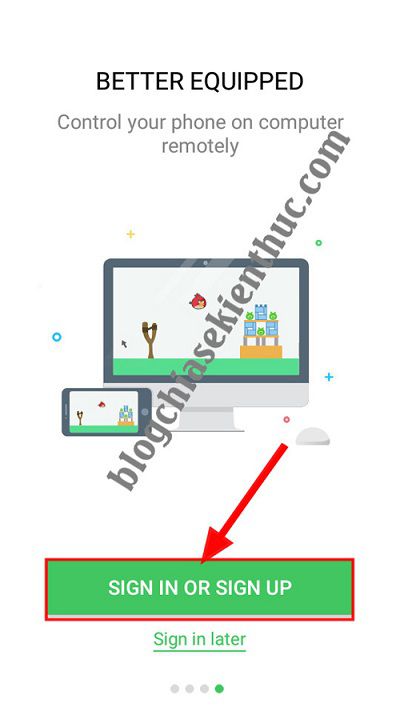 BETTER EQUIPPED
Control your phone on computer
remotely
blogchiasekienthuc.com
SIGN IN OR SIGN UP
Sign in later